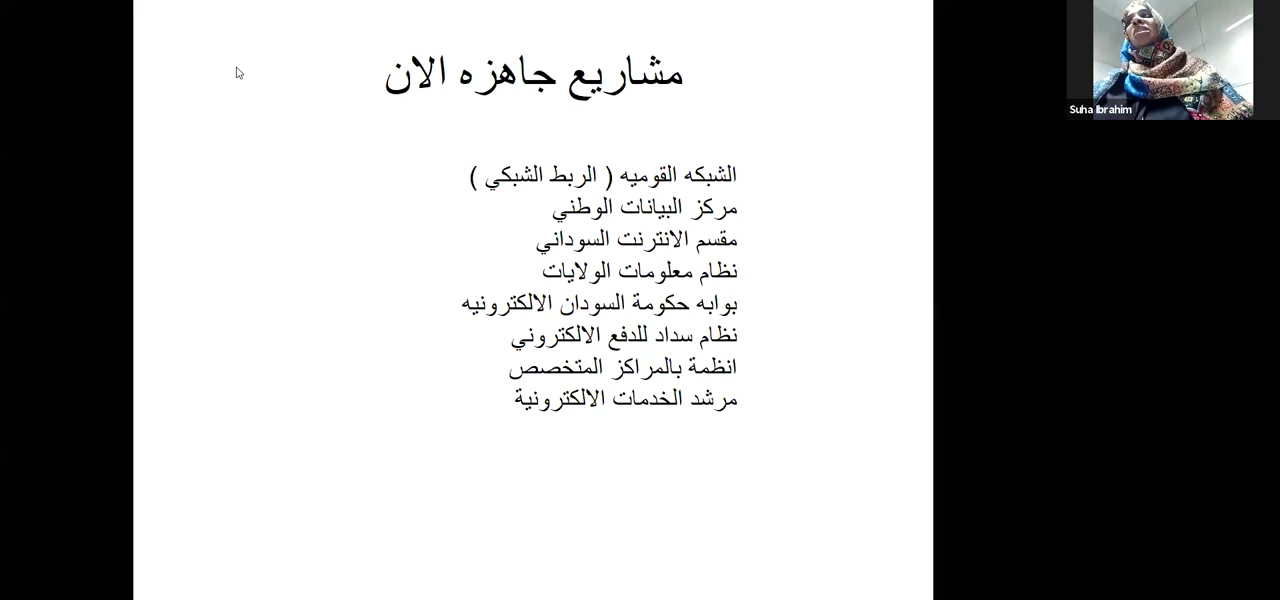 مشاريع جاهزه الان
الشبكه القوميه ( الربط الشبكي )
مركز البيانات الوطني
مقسم الانترنت السوداني
نظام معلومات الولايات
بوابه حكومة السودان الالكترونيه
نظام سداد للدفع الالكتروني
انظمة بالمراكز المتخصص
مرشد الخدمات الالكترونية
Suha Ibrahim